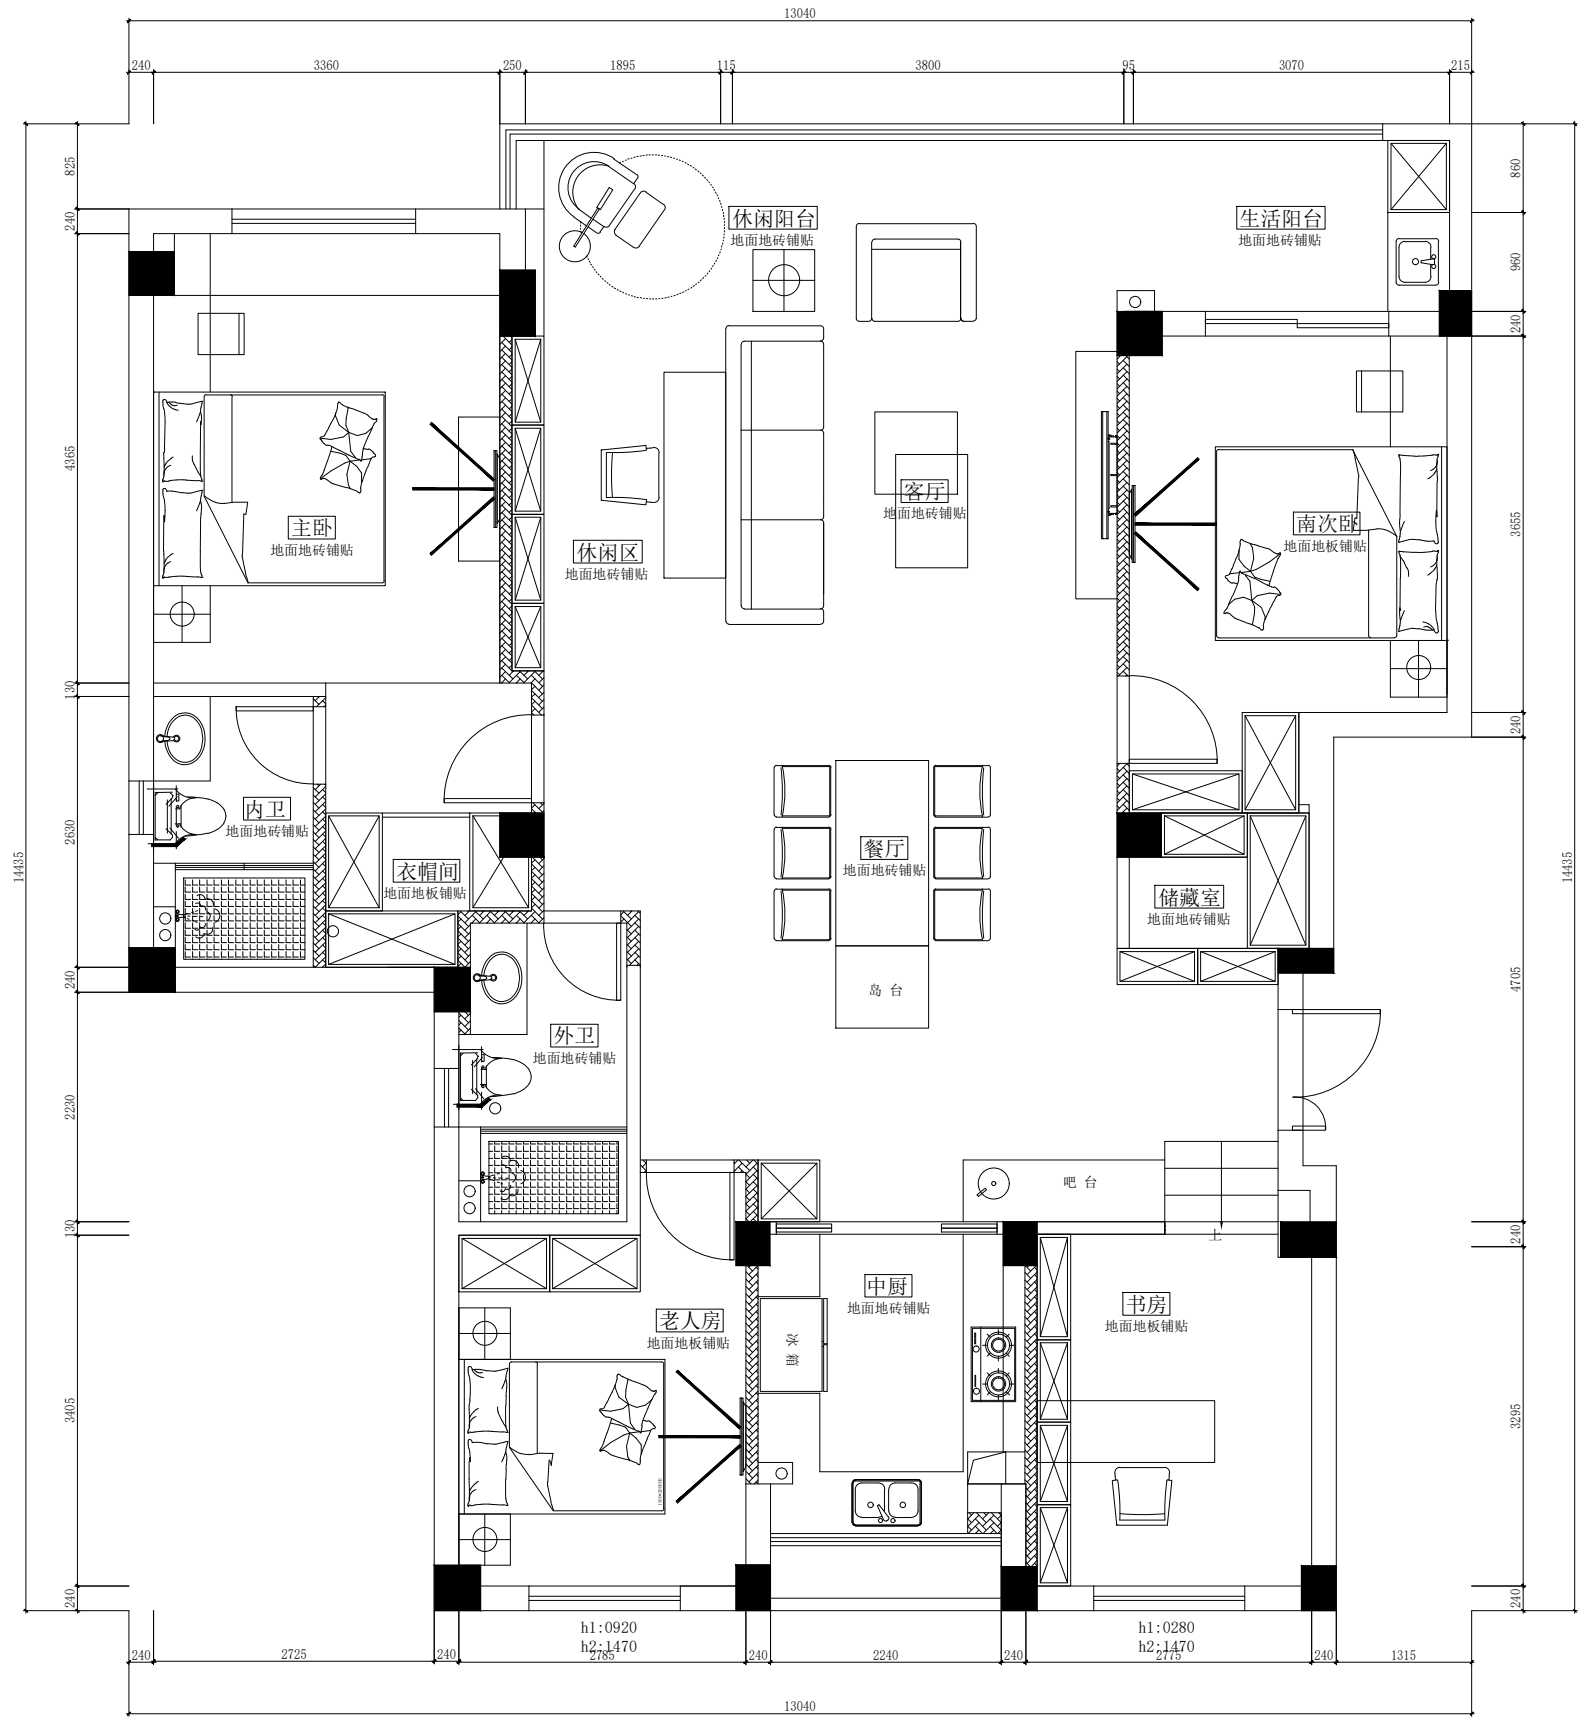 13040
240
3360
250
1895
115
3800
95
3070
215
825
240
4365
130
2630
240
2230
130
3405
240
14435
860
960
240
3655
240
4705
240
3295
240
14435
休闲阳台
地面地砖铺贴
生活阳台
地面地砖铺贴
主卧
地面地砖铺贴
休闲区
地面地砖铺贴
客厅
地面地砖铺贴
南次卧
地面地板铺贴
内卫
地面地砖铺贴
衣帽间
地面地板铺贴
餐厅
地面地砖铺贴
储藏室
地面地砖铺贴
岛 台
外卫
地面地砖铺贴
吧 台
上
老人房
地面地板铺贴
中厨
地面地砖铺贴
冰 箱
书房
地面地板铺贴
h1:0920
h2:1470
h1:0280
h2:1470
240
2725
240
2785
240
2240
240
2775
240
1315
13040